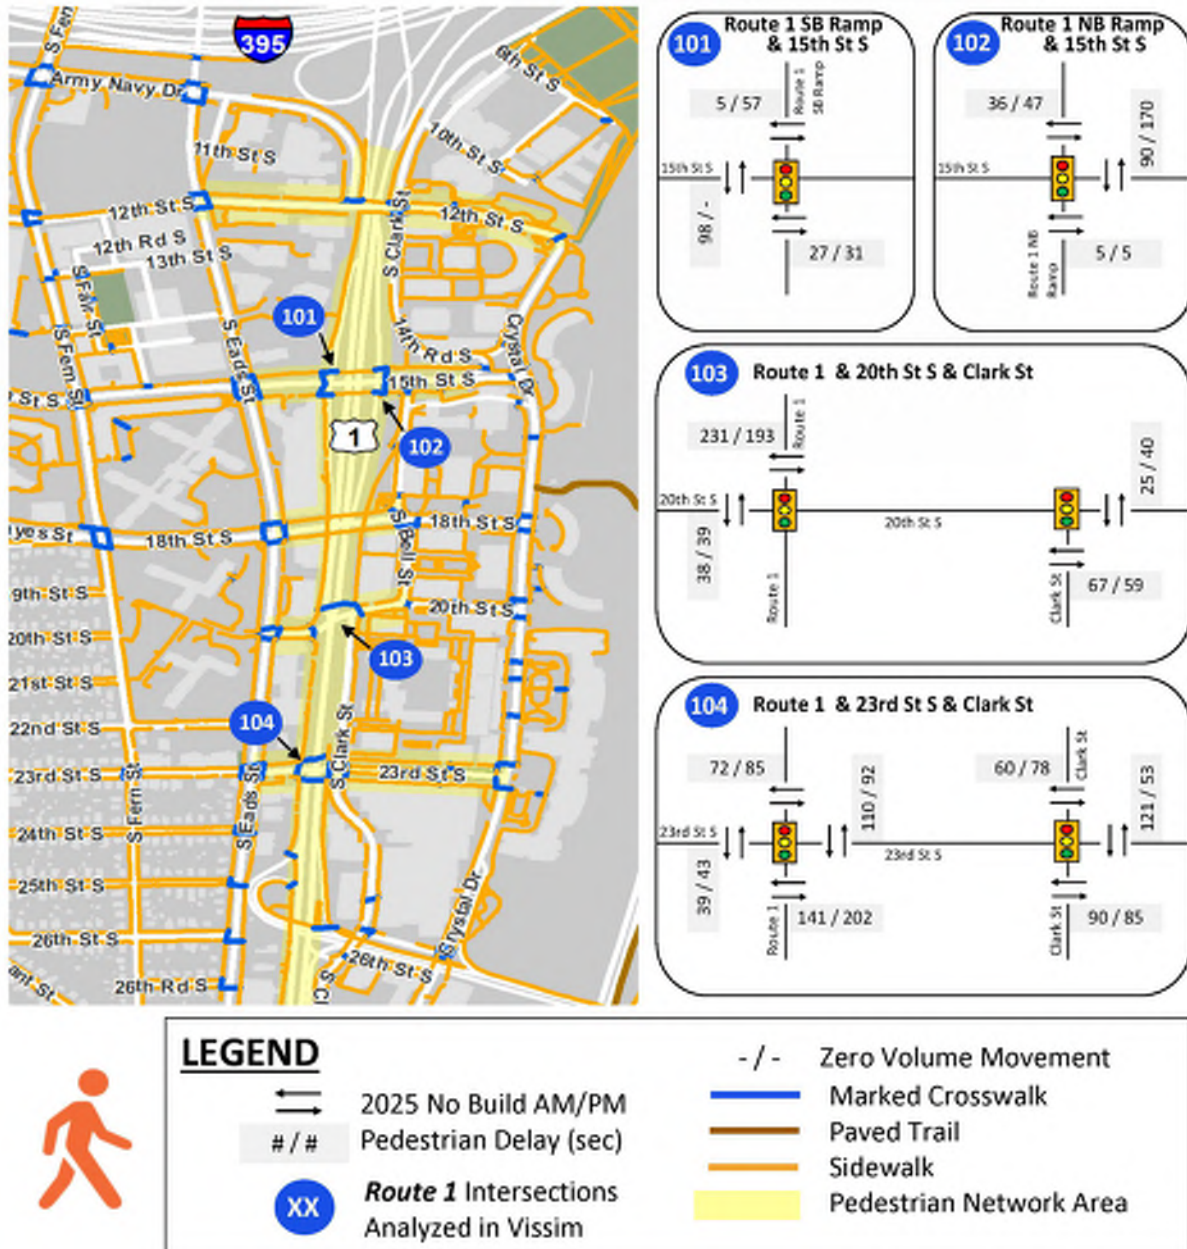 395
S Fern
Army Navy Dr
6th St S
10th St S
11th St S
12th St S
12th St S
12th Rd S
13th St S
S Clark St
S Fair St
S Fern St
S Eads St
14th Rd S
Crystal Dr
101
15th St S
St S
1
102
yes St
18th St S
18th St S
S Bell St
9th St S
20th St S
20th St S
103
21st St S
22nd St S
104
S Clark St
23rd St S
23rd St S
S Fern St
S Eads St
24th St S
25th St S
26th St S
Crystal Dr
26th St S
26th Rd S
ant St
S Cl
101
Route 1 SB Ramp
& 15th St S
5 / 57
Route 1
SB Ramp
15th St S
98 / -
27 / 31
102
Route 1 NB Ramp
& 15th St S
36 / 47
90 / 170
15th St S
Route 1 NB
Ramp
5 / 5
103
Route 1 & 20th St S & Clark St
231 / 193
Route 1
25 / 40
20th St S
20th St S
38 / 39
Route 1
Clark St
67 / 59
104
Route 1 & 23rd St S & Clark St
72 / 85
110 / 92
60 / 78
Clark St
121 / 53
23rd St S
23rd St S
39 / 43
Route 1
141 / 202
Clark St
90 / 85
LEGEND
2025 No Build AM/PM
# / # Pedestrian Delay (sec)
XX Route 1 Intersections
Analyzed in Vissim
- / - Zero Volume Movement
Marked Crosswalk
Paved Trail
Sidewalk
Pedestrian Network Area